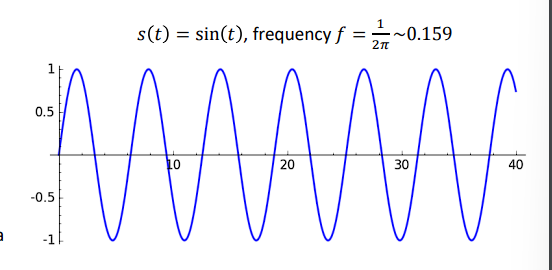 s(t) = sin(t), frequency f = 1/2π ~0.159
1
0.5
10 20 30 40
-0.5
a
-1